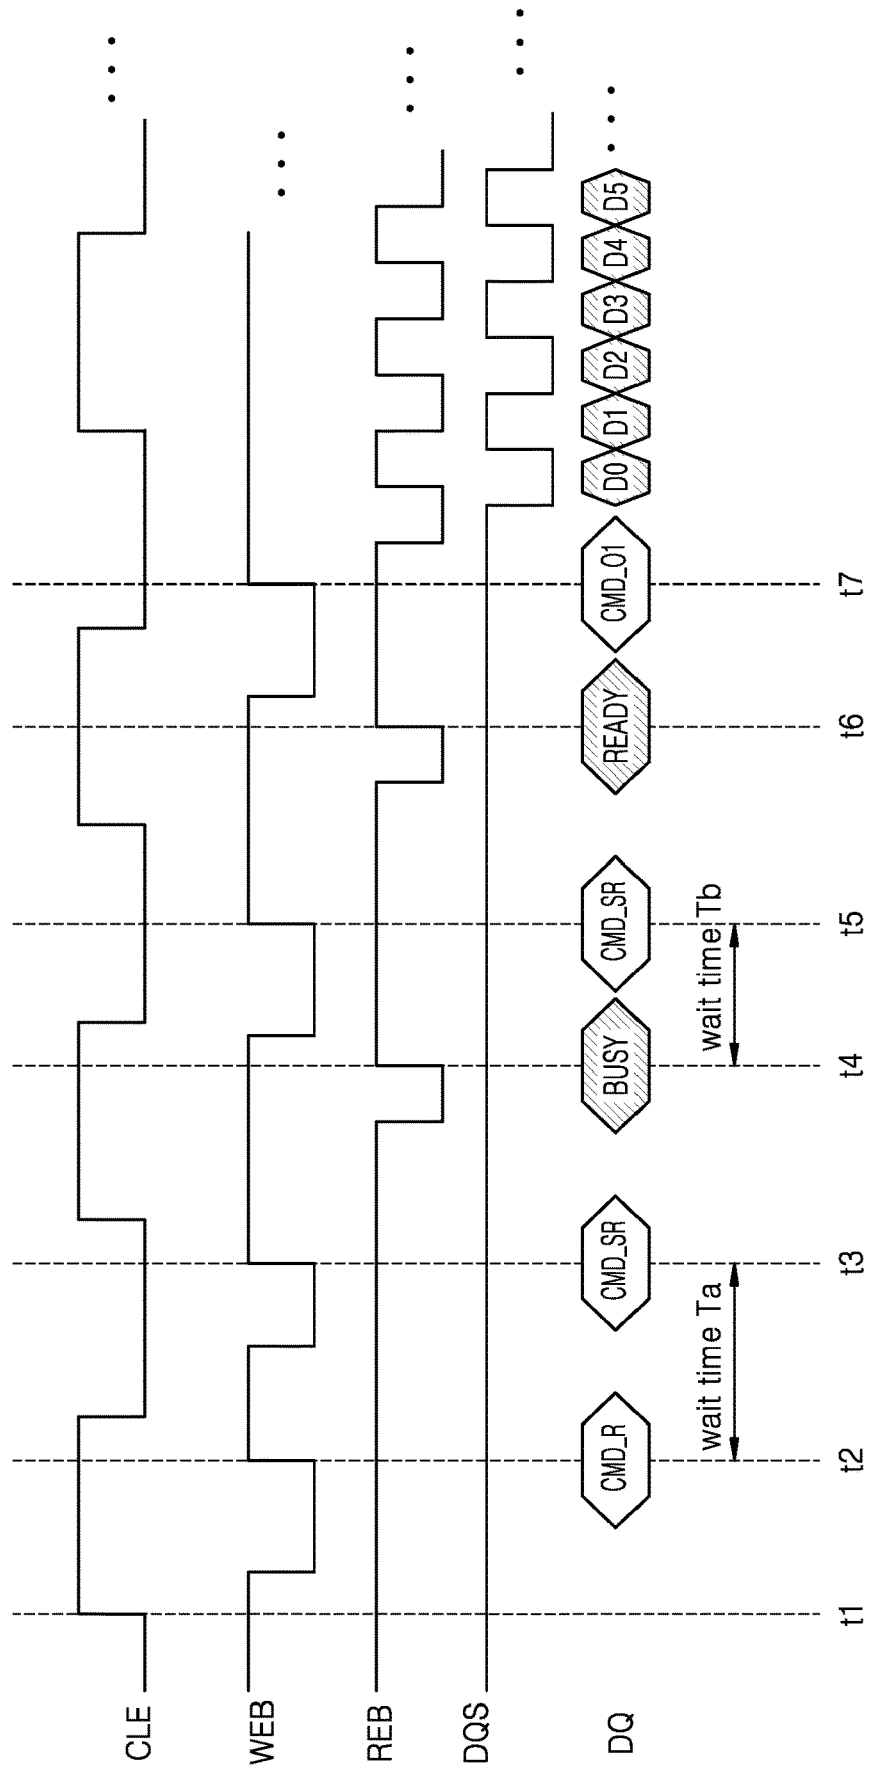 CLE
WEB
REB
DQS
DQ
CMD_R
CMD_SR
BUSY
CMD_SR
READY
CMD_O1
D0
D1
D2
D3
D4
D5
wait time Ta
wait time Tb
t1
t2
t3
t4
t5
t6
t7